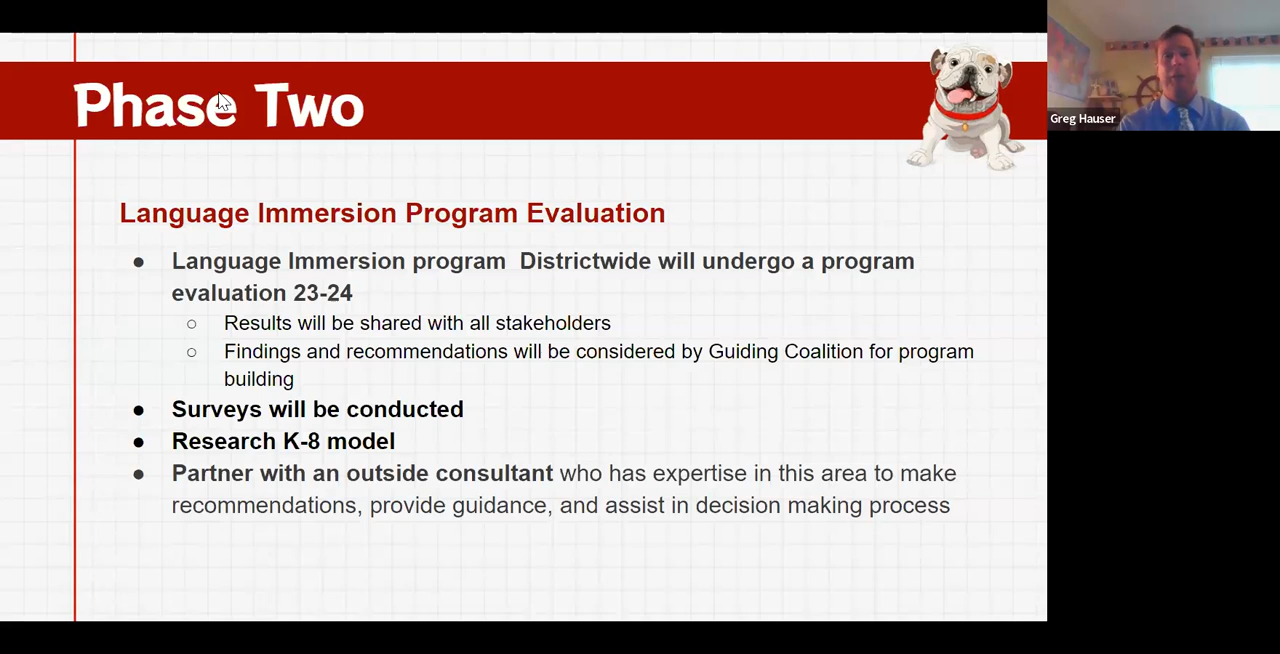 Phase Two
Greg Hauser
Language Immersion Program Evaluation
● Language Immersion program  Districtwide will undergo a program
evaluation 23-24
○ Results will be shared with all stakeholders
○ Findings and recommendations will be considered by Guiding Coalition for program
building
● Surveys will be conducted
● Research K-8 model
● Partner with an outside consultant who has expertise in this area to make
recommendations, provide guidance, and assist in decision making process